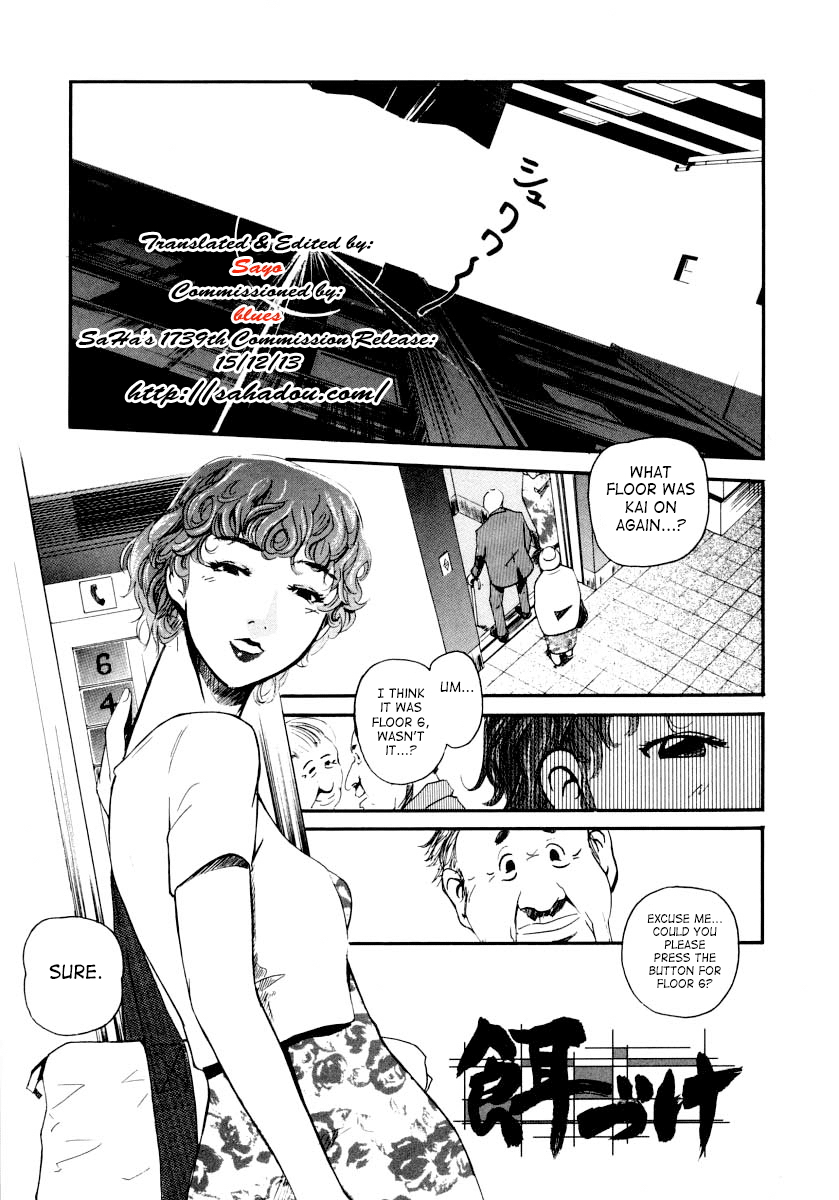 シュワワ〜
Translated & Edited by:
Sayo
Commissioned by:
blues
SaHa's 1739th Commission Release:
15/12/13
http://sahadou.com/
WHAT
FLOOR WAS
KAI ON
AGAIN...?
UM...
I THINK
IT WAS
FLOOR 6,
WASN'T
IT...?
6
4
EXCUSE ME...
COULD YOU
PLEASE
PRESS THE
BUTTON FOR
FLOOR 6?
SURE.
餌づけ